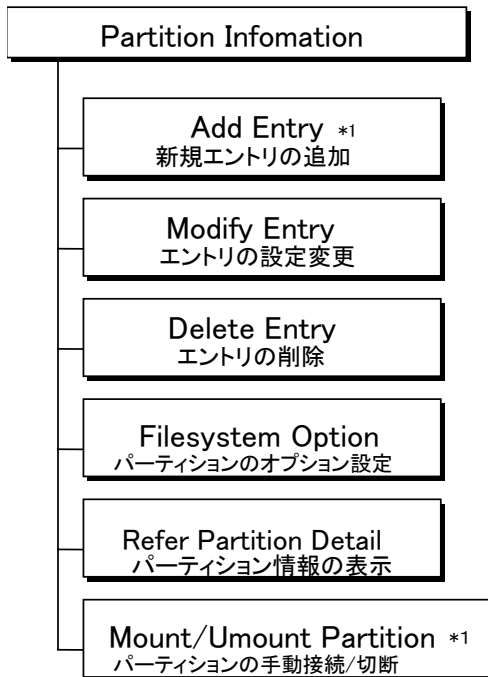 Partition Infomation
Add Entry *1
新規エントリの追加
Modify Entry
エントリの設定変更
Delete Entry
エントリの削除
Filesystem Option
パーティションのオプション設定
Refer Partition Detail
パーティション情報の表示
Mount/Umount Partition *1
パーティションの手動接続/切断